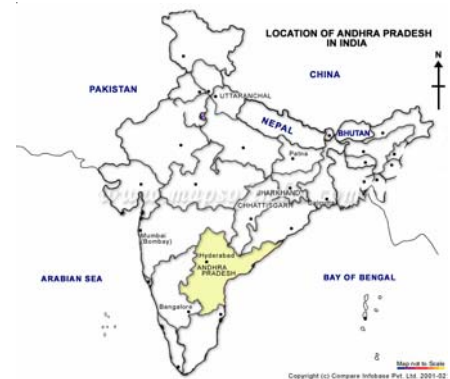 LOCATION OF ANDHRA PRADESH
IN INDIA
N
CHINA
PAKISTAN
UTTARANCHAL
NEPAL
BHUTAN
Patna
JHARKHAND
CHHATTISGARH
Mumbai
(Bombay)
Hyderabad
ANDHRA
PRADESH
ARABIAN SEA
BAY OF BENGAL
Bangalore
Map not to Scale
Copyright (c) Compare Infobase Pvt. Ltd. 2001-02